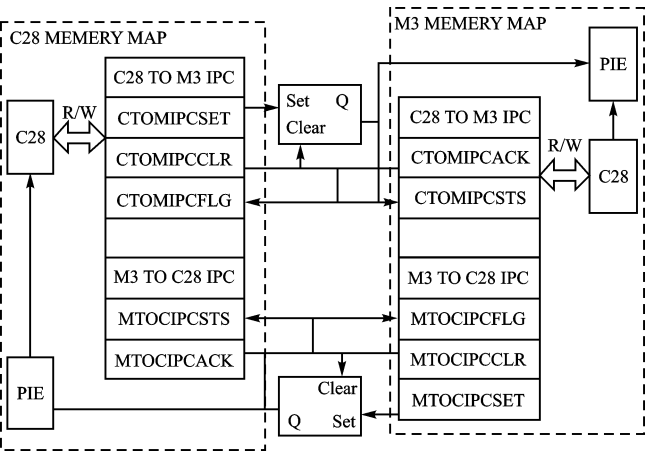 C28 MEMERY MAP
C28 TO M3 IPC
CTOMIPCSET
CTOMIPCCLR
CTOMIPCFLG
M3 TO C28 IPC
MTOCIPCSTS
MTOCIPCACK
C28
R/W
PIE
Set Q
Clear
Clear
Q Set
M3 MEMORY MAP
PIE
C28 TO M3 IPC
CTOMIPCACK
CTOMIPCSTS
M3 TO C28 IPC
MTOCIPCFLG
MTOCIPCCLR
MTOCIPCSET
R/W
C28